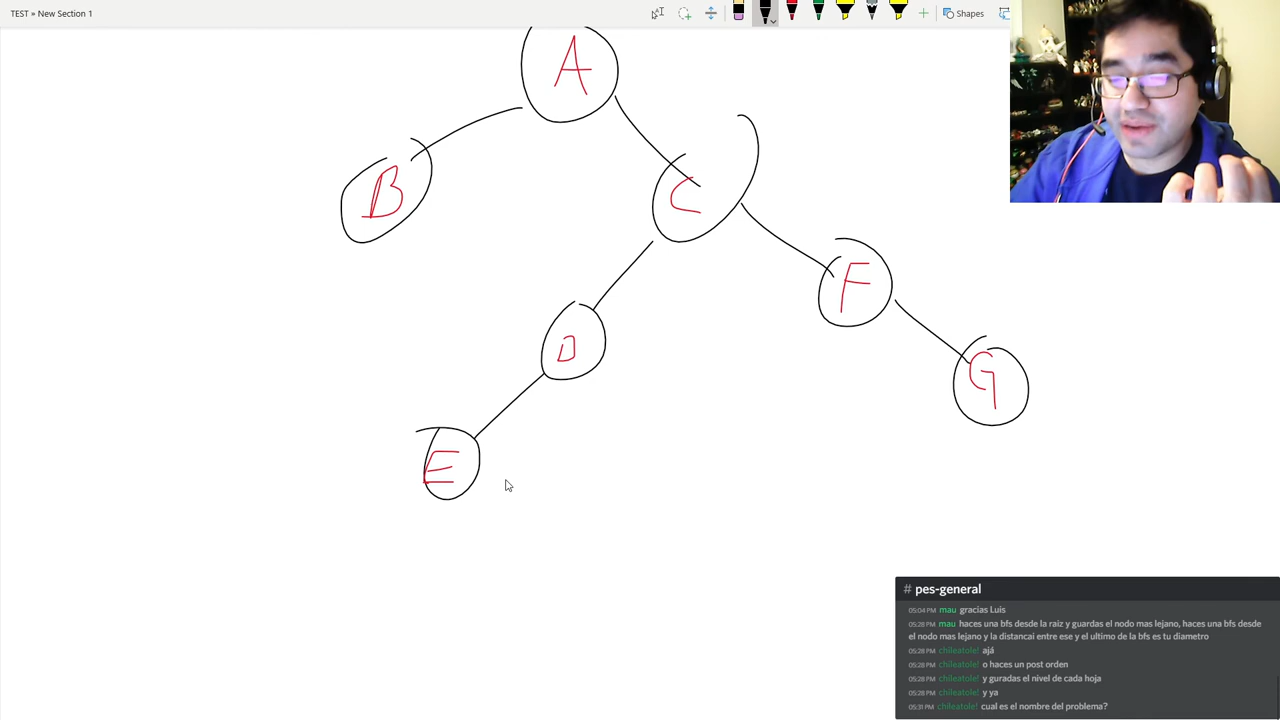 TEST » New Section 1
Shapes
A
B
C
F
D
G
E
# pes-general
05:04 PM mau gracias Luis
05:28 PM mau haces una bfs desde la raiz y guardas el nodo mas lejano, haces una bfs desde
el nodo mas lejano y la distancai entre ese y el ultimo de la bfs es tu diametro
05:28 PM chileatole! ajá
05:28 PM chileatole! o haces un post orden
05:28 PM chileatole! y guradas el nivel de cada hoja
05:28 PM chileatole! y ya
05:31 PM chileatole! cual es el nombre del problema?